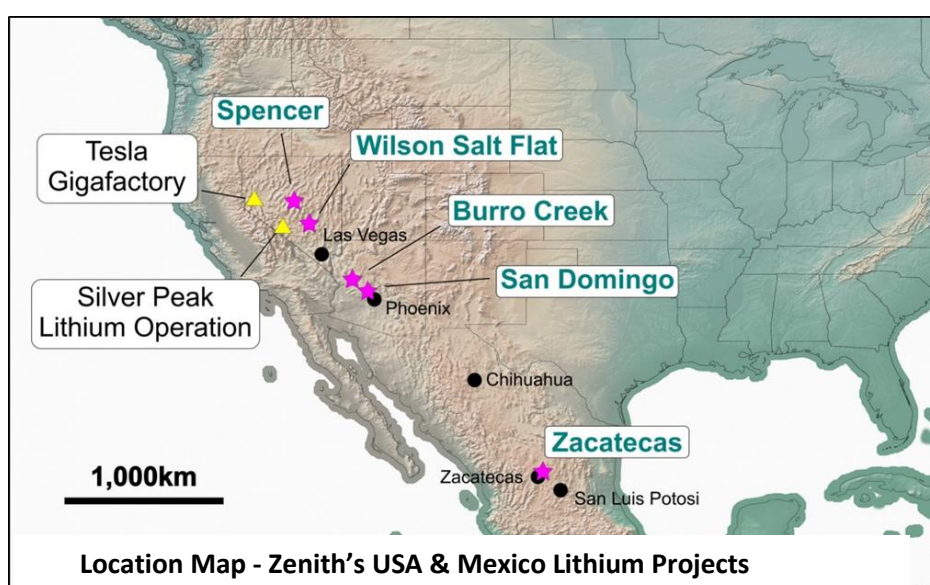 Spencer
Tesla
Gigafactory
Wilson Salt Flat
Burro Creek
Las Vegas
San Domingo
Silver Peak
Lithium Operation
Phoenix
Chihuahua
Zacatecas
1,000km
Zacatecas
San Luis Potosi
Location Map - Zenith's USA & Mexico Lithium Projects